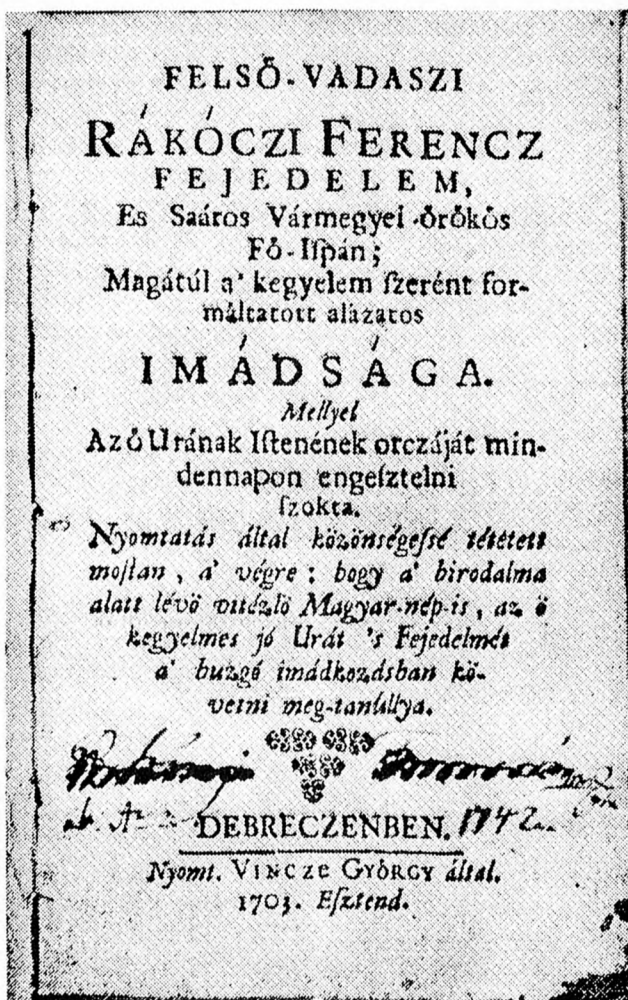 FELSŐ-VADASZI
RÁKÓCZI FERENCZ
FEJEDELEM,
Es Saáros Vármegyei örökös
Fő-Iſpán;
Magátúl a' kegyelem ſzerént for-
máltatott alázatos
IMÁDSÁGA.
Mellyel
Az ő Urának Iſtenének orczáját min-
dennapon engeſztelni
ſzokta.
Nyomtatás által közönségeſsé tétetett
moſtan, a' végre; hogy a' birodalma
alatt lévö vitézlö Magyar-nép-is, az ö
kegyelmes jó Urát 's Fejedelmét
a' buzgó imádkozásban kö-
vetni meg-tanúllya.
DEBRECZENBEN. 1742
Nyomt. VINCZE GYÖRGY által.
1703. Eſztend.